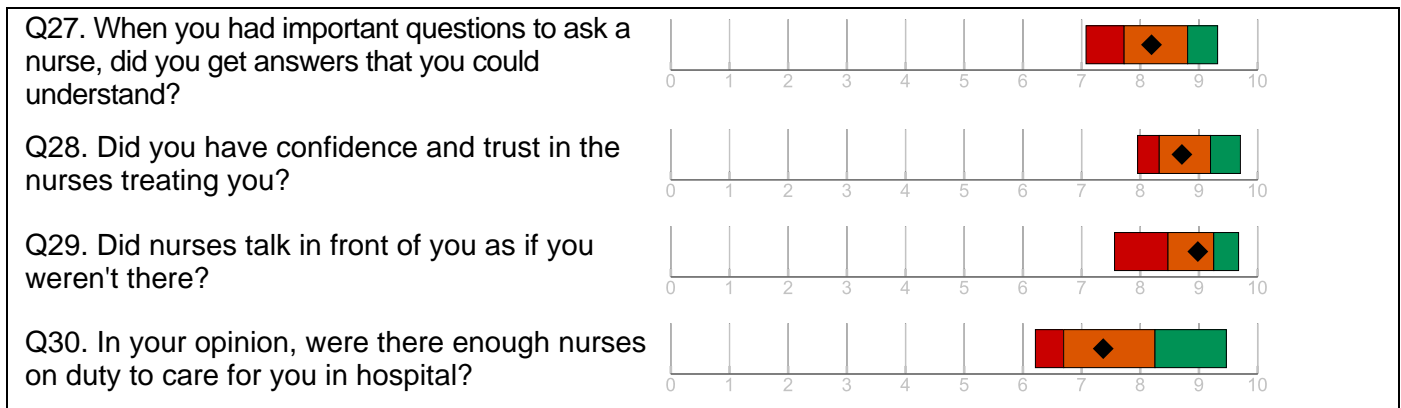 Q27. When you had important questions to ask a
nurse, did you get answers that you could
understand?
0 1 2 3 4 5 6 7 8 9 10
Q28. Did you have confidence and trust in the
nurses treating you?
0 1 2 3 4 5 6 7 8 9 10
Q29. Did nurses talk in front of you as if you
weren't there?
0 1 2 3 4 5 6 7 8 9 10
Q30. In your opinion, were there enough nurses
on duty to care for you in hospital?
0 1 2 3 4 5 6 7 8 9 10